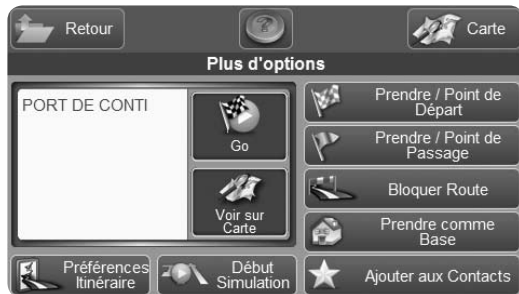 Retour
Carte
Plus d'options
PORT DE CONTI
Go
Voir sur
Carte
Prendre / Point de
Départ
Prendre / Point de
Passage
Bloquer Route
Prendre comme
Base
Préférences
Itinéraire
Début
Simulation
Ajouter aux Contacts